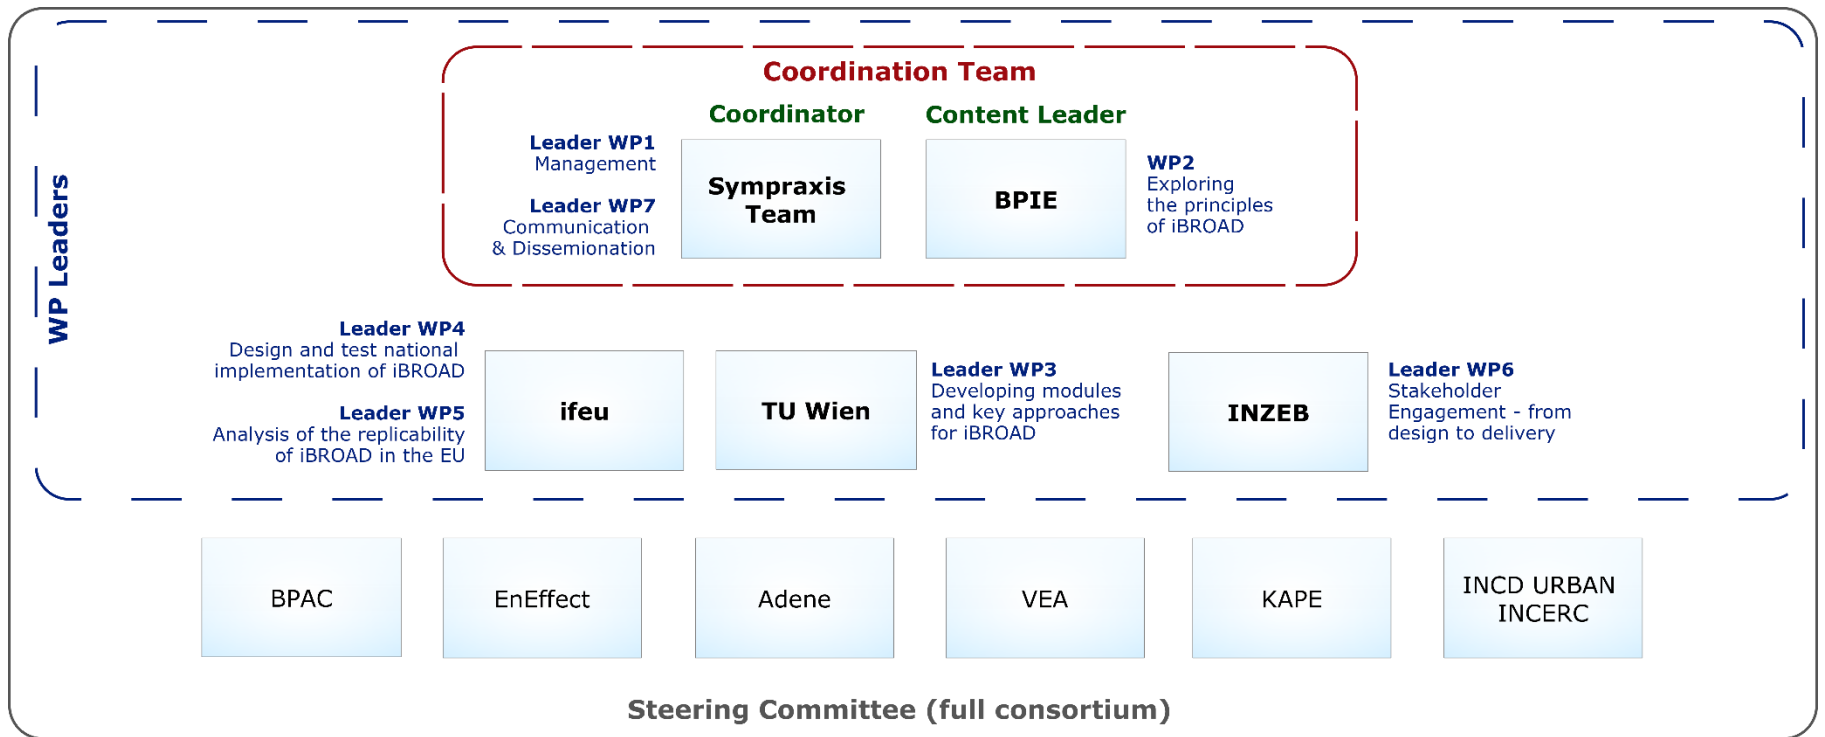 Coordination Team
Coordinator
Content Leader
Leader WP1
Management
Leader WP7
Communication
& Dissemionation
Sympraxis
Team
BPIE
WP2
Exploring
the principles
of iBROAD
WP Leaders
Leader WP4
Design and test national
implementation of iBROAD
Leader WP5
Analysis of the replicability
of iBROAD in the EU
ifeu
TU Wien
Leader WP3
Developing modules
and key approaches
for iBROAD
INZEB
Leader WP6
Stakeholder
Engagement - from
design to delivery
BPAC
EnEffect
Adene
VEA
KAPE
INCD URBAN
INCERC
Steering Committee (full consortium)